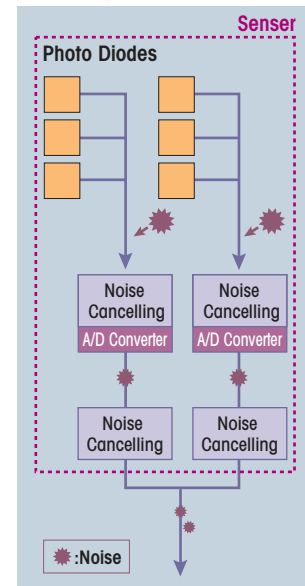 Senser
Photo Diodes
Noise
Cancelling
A/D Converter
Noise
Cancelling
A/D Converter
Noise
Cancelling
Noise
Cancelling
:Noise